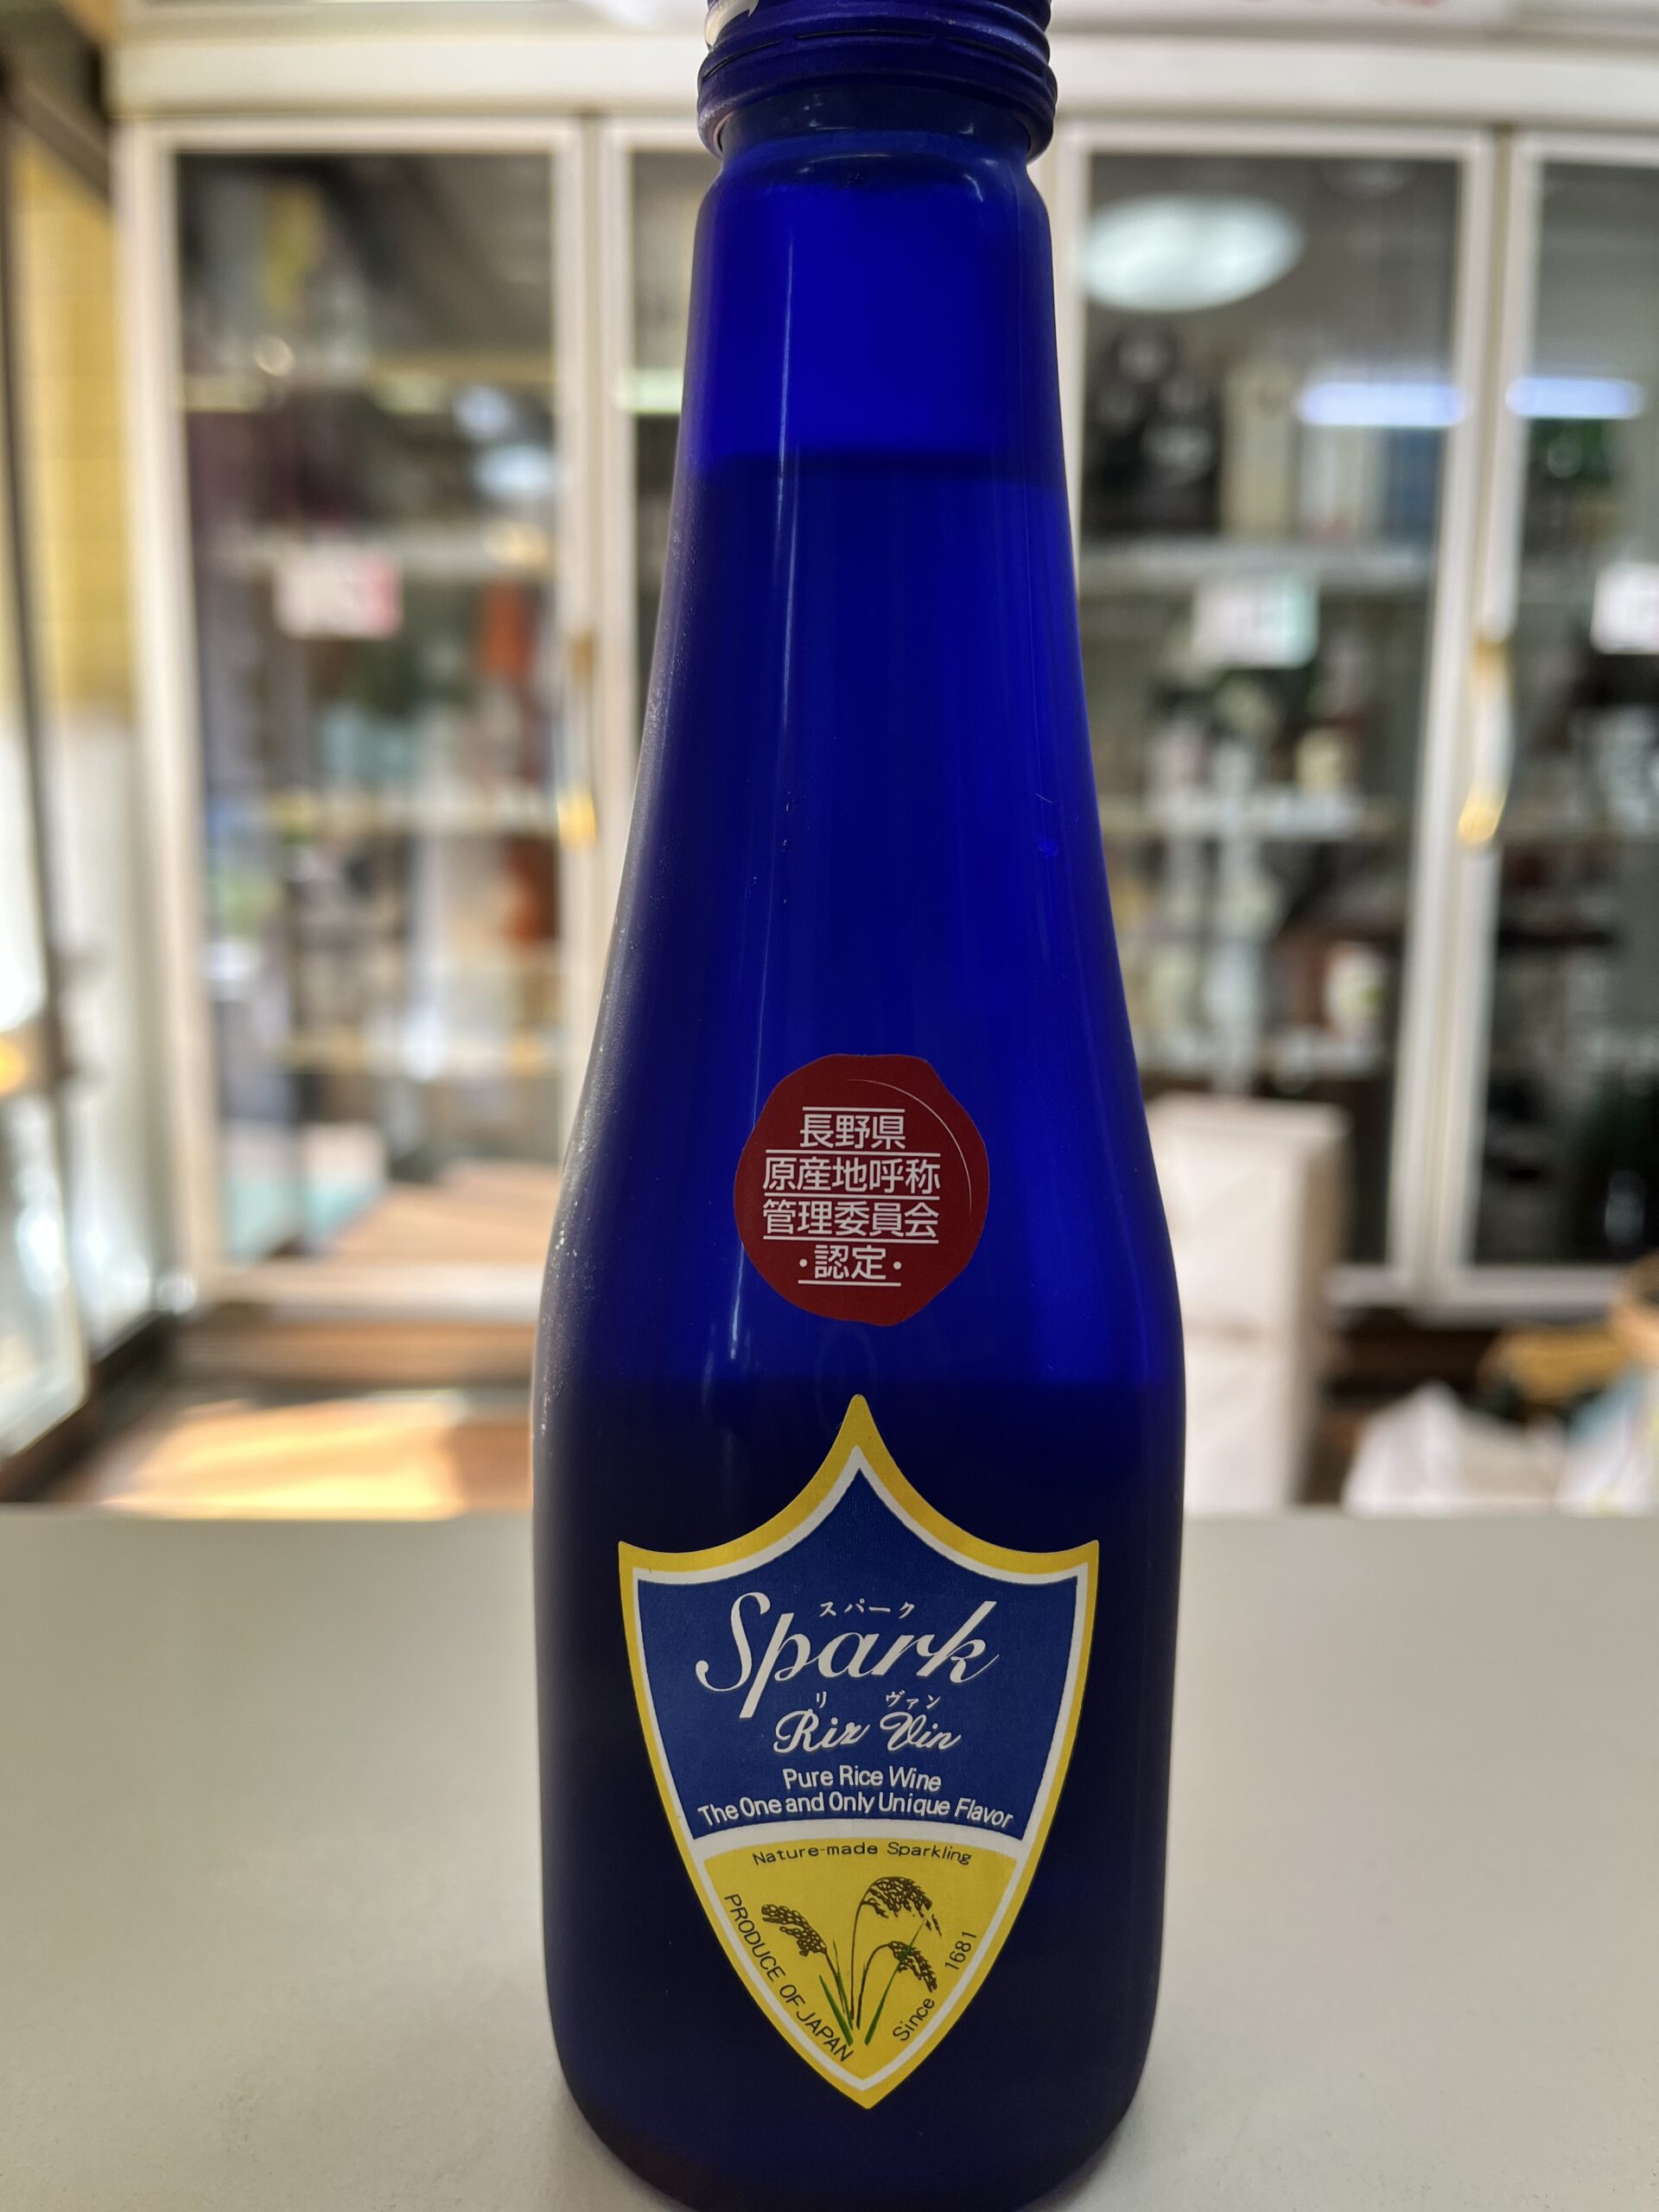 長野県
原産地呼称
管理委員会
・認定・
スパーク
Spark
リ ヴァン
Riz Vin
Pure Rice Wine
The One and Only Unique Flavor
Nature-made Sparkling
PRODUCE OF JAPAN
Since 1681